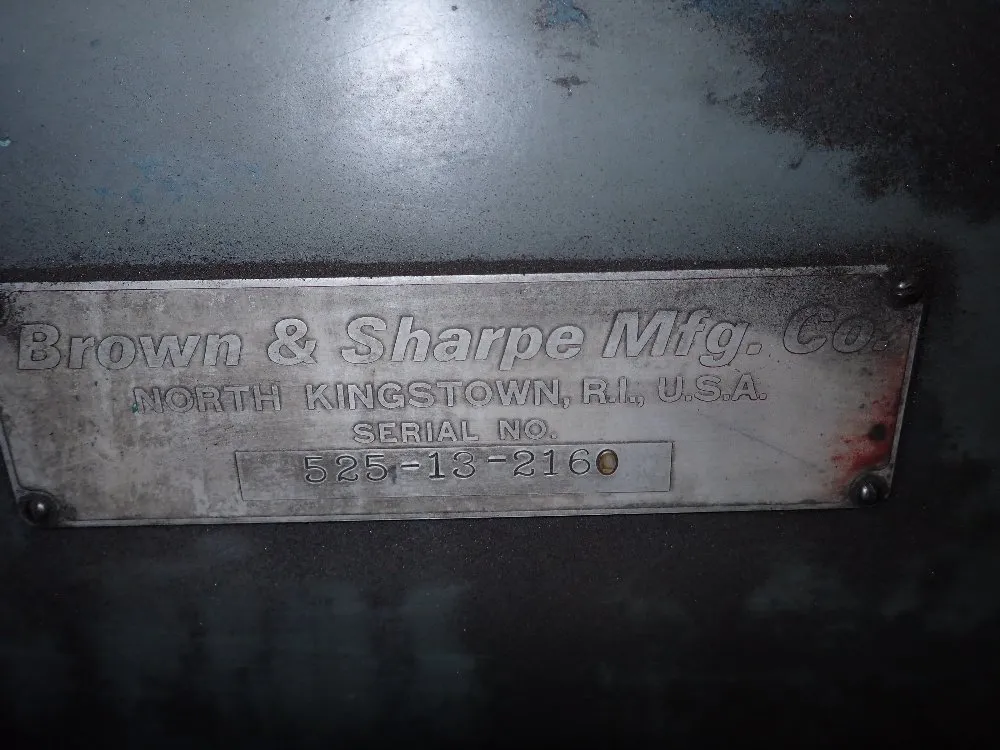 Brown & Sharpe Mfg. Co.
NORTH KINGSTOWN, R.I., U.S.A.
SERIAL NO.
525-13-2160